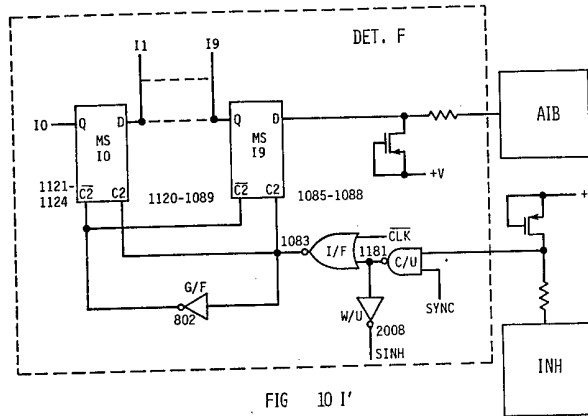 I1 I9 DET. F
I0 Q D Q D AIB
MS MS
I0 I9
+V
C2 C2 C2 C2
1121-
1124
1120-1089 1085-1088
+
1083 I/F CLK
1181 C/U
G/F
802
W/U
2008
SYNC
SINH
INH
FIG 10 I'